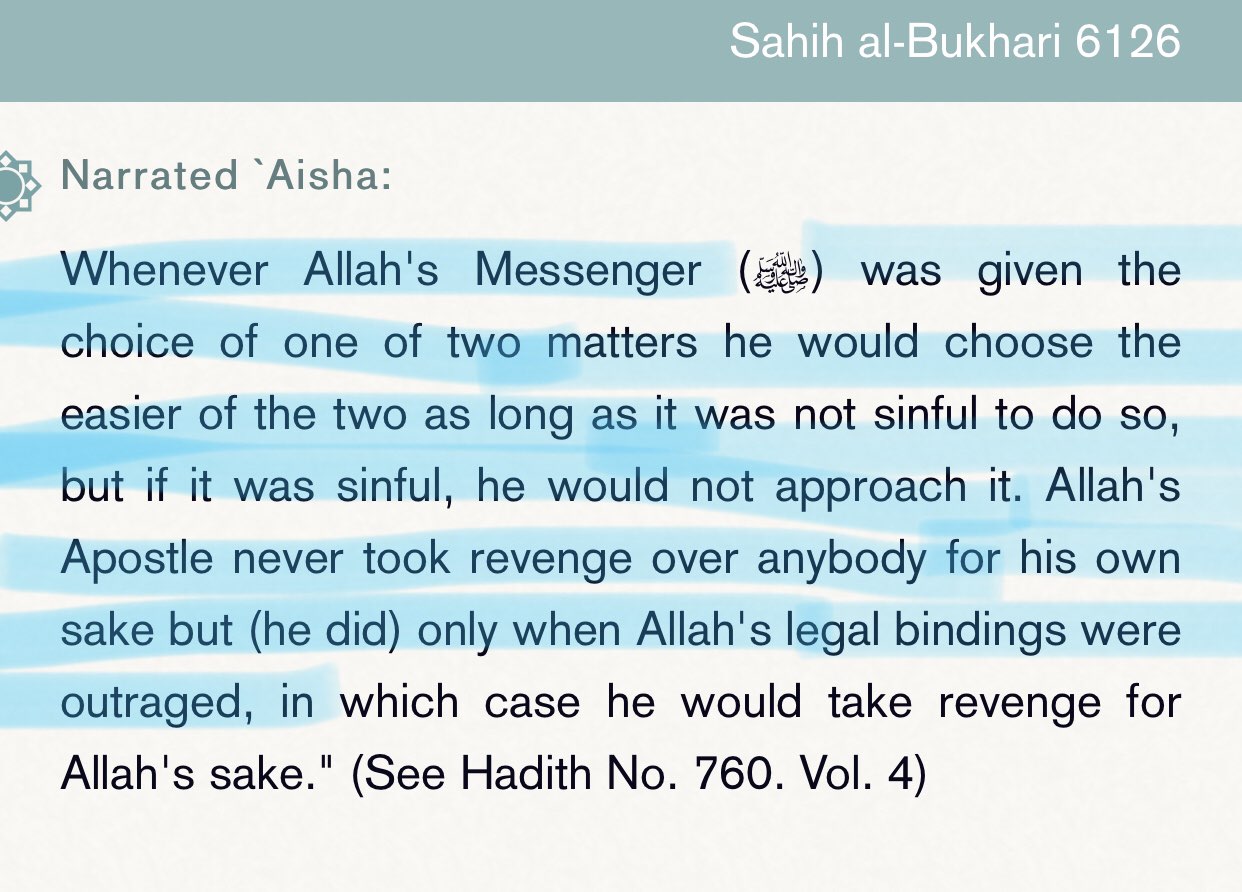 Sahih al-Bukhari 6126
Narrated `Aisha:
Whenever Allah's Messenger (ﷺ) was given the
choice of one of two matters he would choose the
easier of the two as long as it was not sinful to do so,
but if it was sinful, he would not approach it. Allah's
Apostle never took revenge over anybody for his own
sake but (he did) only when Allah's legal bindings were
outraged, in which case he would take revenge for
Allah's sake." (See Hadith No. 760. Vol. 4)